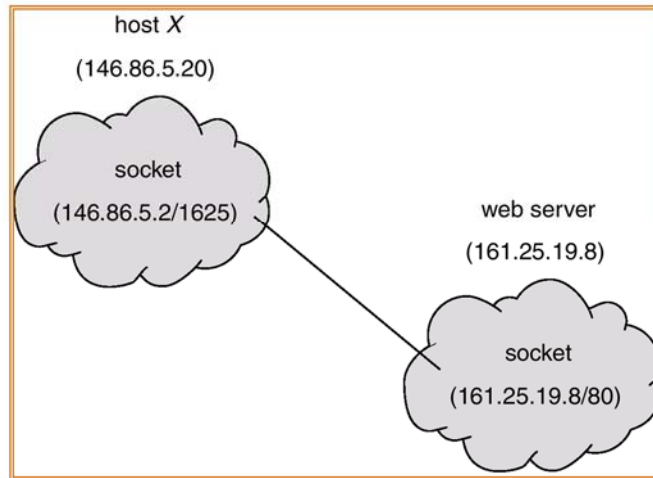 host X
(146.86.5.20)
socket
(146.86.5.2/1625)
web server
(161.25.19.8)
socket
(161.25.19.8/80)